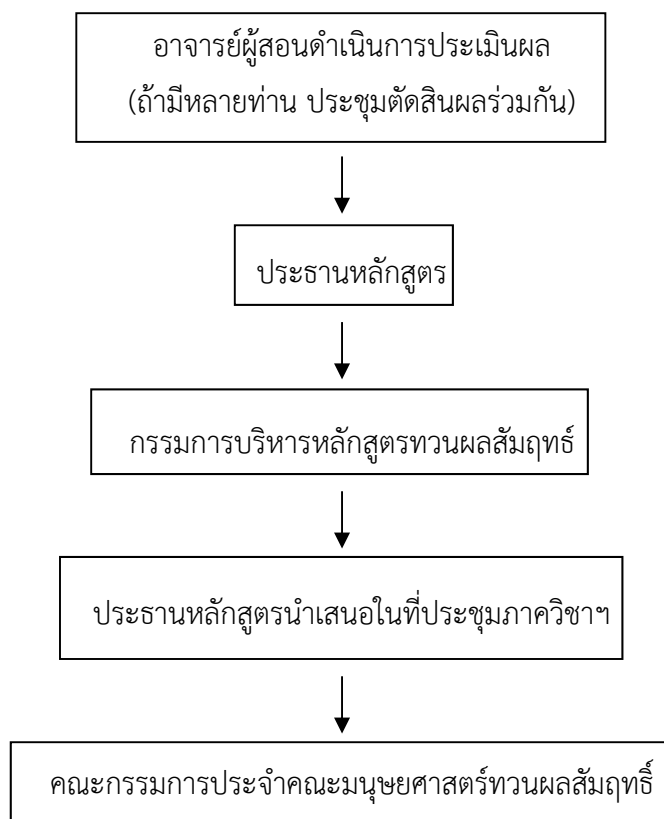 อาจารย์ผู้สอนดำเนินการประเมินผล
(ถ้ามีหลายท่าน ประชุมตัดสินผลร่วมกัน)
ประธานหลักสูตร
กรรมการบริหารหลักสูตรทวนผลสัมฤทธ์
ประธานหลักสูตรนำเสนอในที่ประชุมภาควิชาฯ
คณะกรรมการประจำคณะมนุษยศาสตร์ทวนผลสัมฤทธิ์